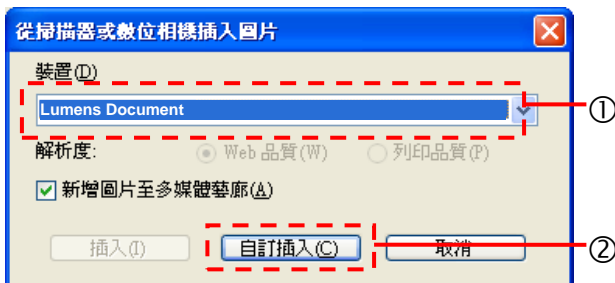 從掃描器或數位相機插入圖片
裝置(D)
Lumens Document
①
解析度: Web 品質(W) 列印品質(P)
新增圖片至多媒體藝廊(A)
插入(I) 自訂插入(C) 取消
②